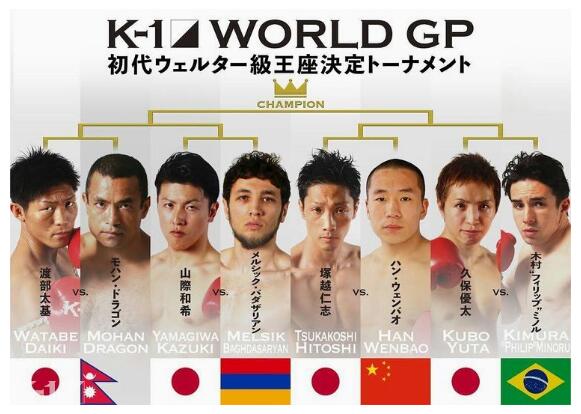 K-1 WORLD GP
初代ウェルター級王座決定トーナメント
CHAMPION
渡部太基
vs.
モハン・ドラゴン
山際和希
vs.
メルシック・バダザリアン
塚越仁志
vs.
ハン・ウェンバオ
久保優太
vs.
木村"フィリップ"ミノル
WATABE DAIKI
MOHAN DRAGON
YAMAGIWA KAZUKI
MELSIK BAGHDASARYAN
TSUKAKOSHI HITOSHI
HAN WENBAO
KUBO YUTA
KIMURA "PHILIP" MINORU